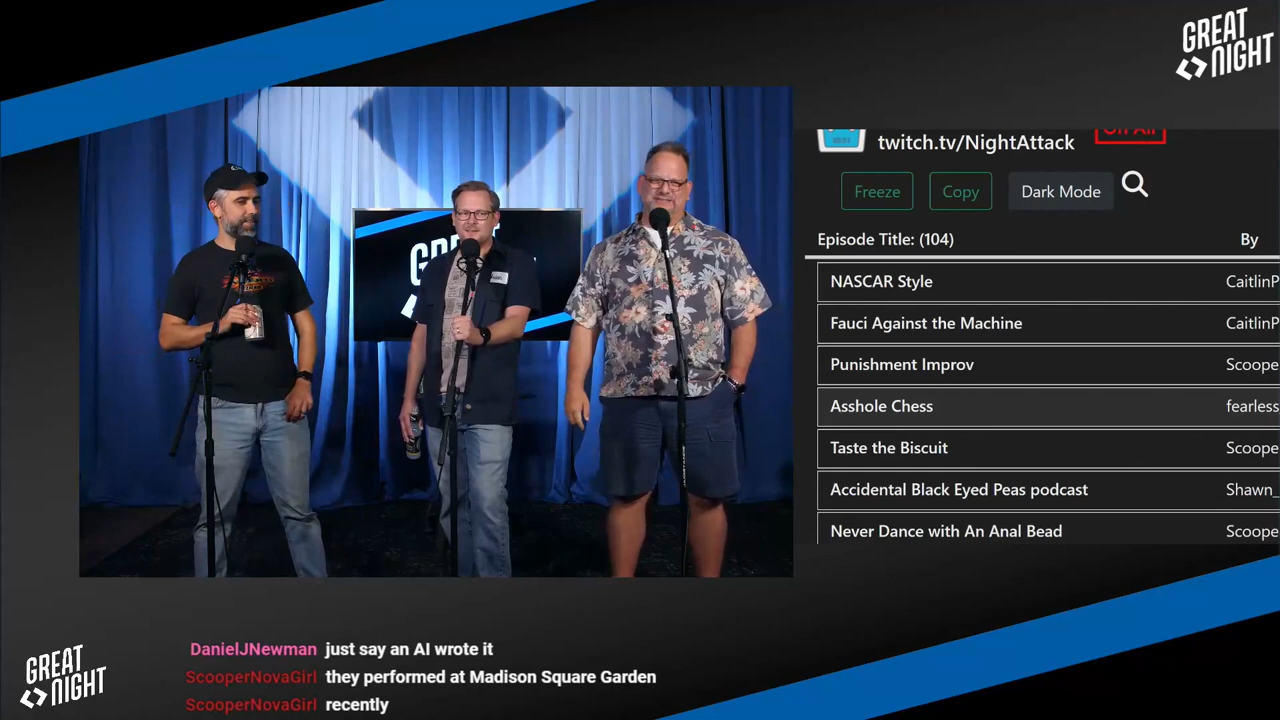 GREAT
NIGHT
twitch.tv/NightAttack
On Air
Freeze
Copy
Dark Mode
Episode Title: (104)
By
NASCAR Style
CaitlinP
Fauci Against the Machine
CaitlinP
Punishment Improv
Scoope
Asshole Chess
fearless
Taste the Biscuit
Scoope
Accidental Black Eyed Peas podcast
Shawn_
Never Dance with An Anal Bead
Scoope
DanielJNewman just say an AI wrote it
ScooperNovaGirl they performed at Madison Square Garden
ScooperNovaGirl recently
GREAT
NIGHT